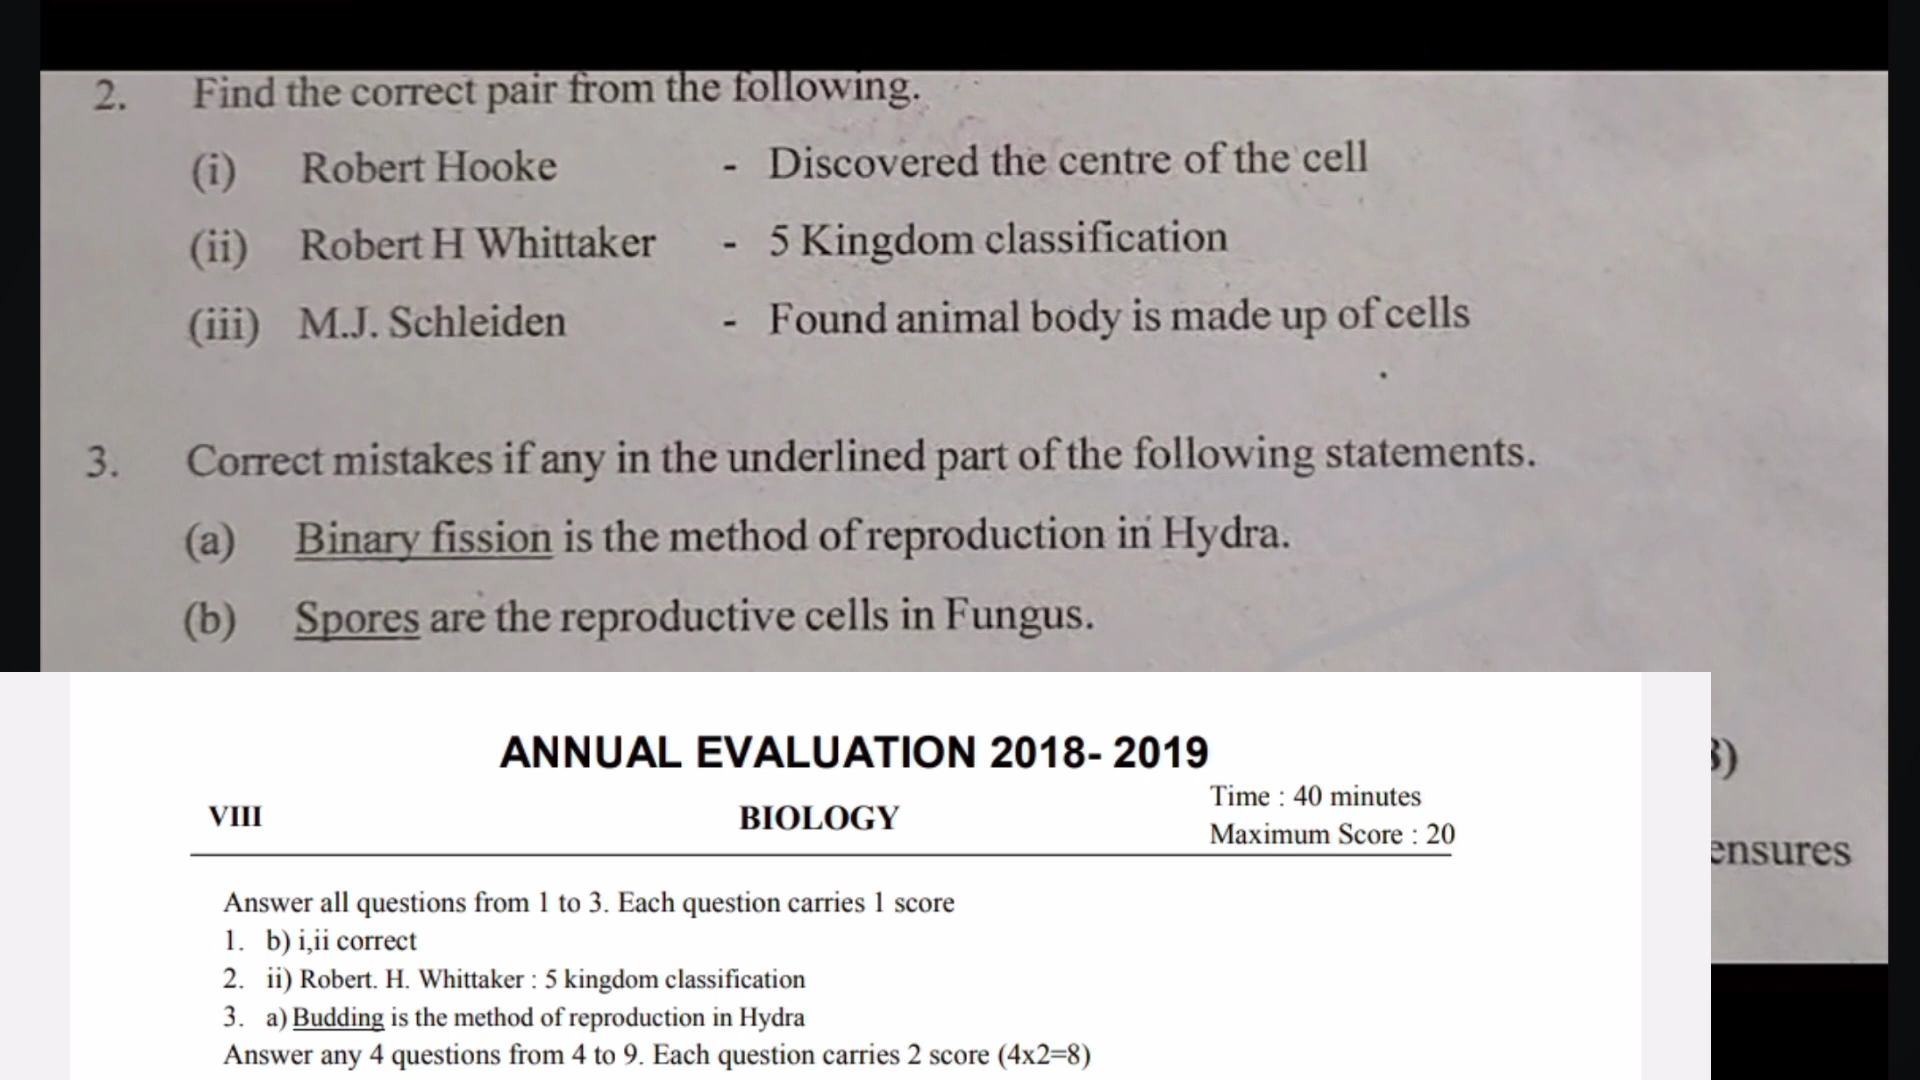 2. Find the correct pair from the following.
(i) Robert Hooke - Discovered the centre of the cell
(ii) Robert H Whittaker - 5 Kingdom classification
(iii) M.J. Schleiden - Found animal body is made up of cells
3. Correct mistakes if any in the underlined part of the following statements.
(a) Binary fission is the method of reproduction in Hydra.
(b) Spores are the reproductive cells in Fungus.
ensures
ANNUAL EVALUATION 2018- 2019
VIII BIOLOGY Time : 40 minutes
Maximum Score : 20
Answer all questions from 1 to 3. Each question carries 1 score
1. b) i,ii correct
2. ii) Robert. H. Whittaker : 5 kingdom classification
3. a) Budding is the method of reproduction in Hydra
Answer any 4 questions from 4 to 9. Each question carries 2 score (4x2=8)